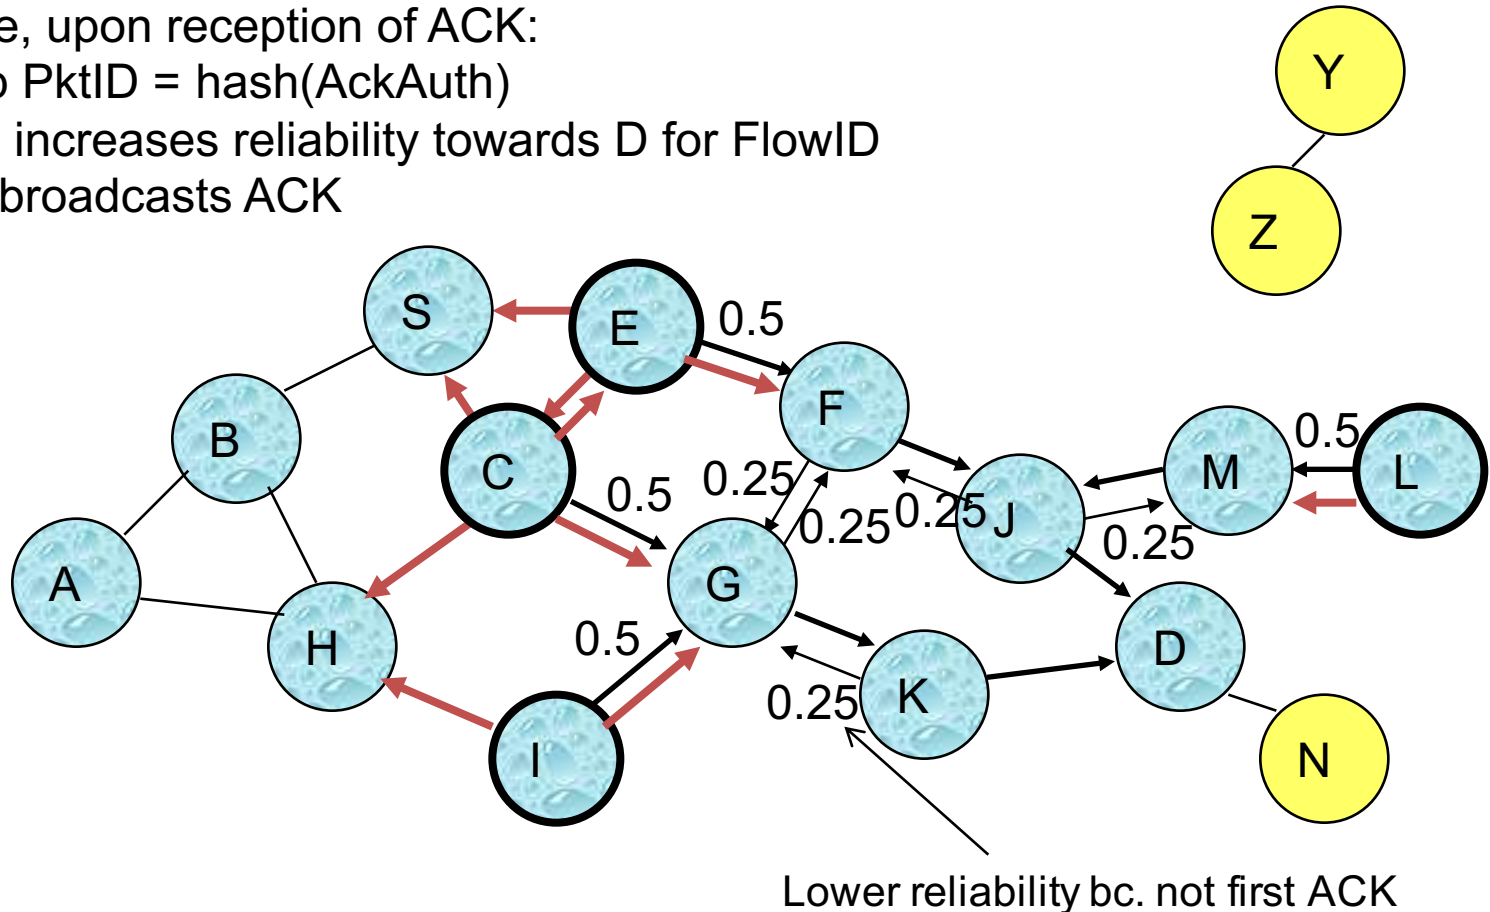 e, upon reception of ACK:
PktID = hash(AckAuth)
increases reliability towards D for FlowID
broadcasts ACK
Y
Z
S
E
0.5
F
B
C
0.5
0.25
0.25
0.25
J
M
0.5
L
0.25
A
H
G
0.5
D
I
0.25
K
N
Lower reliability bc. not first ACK